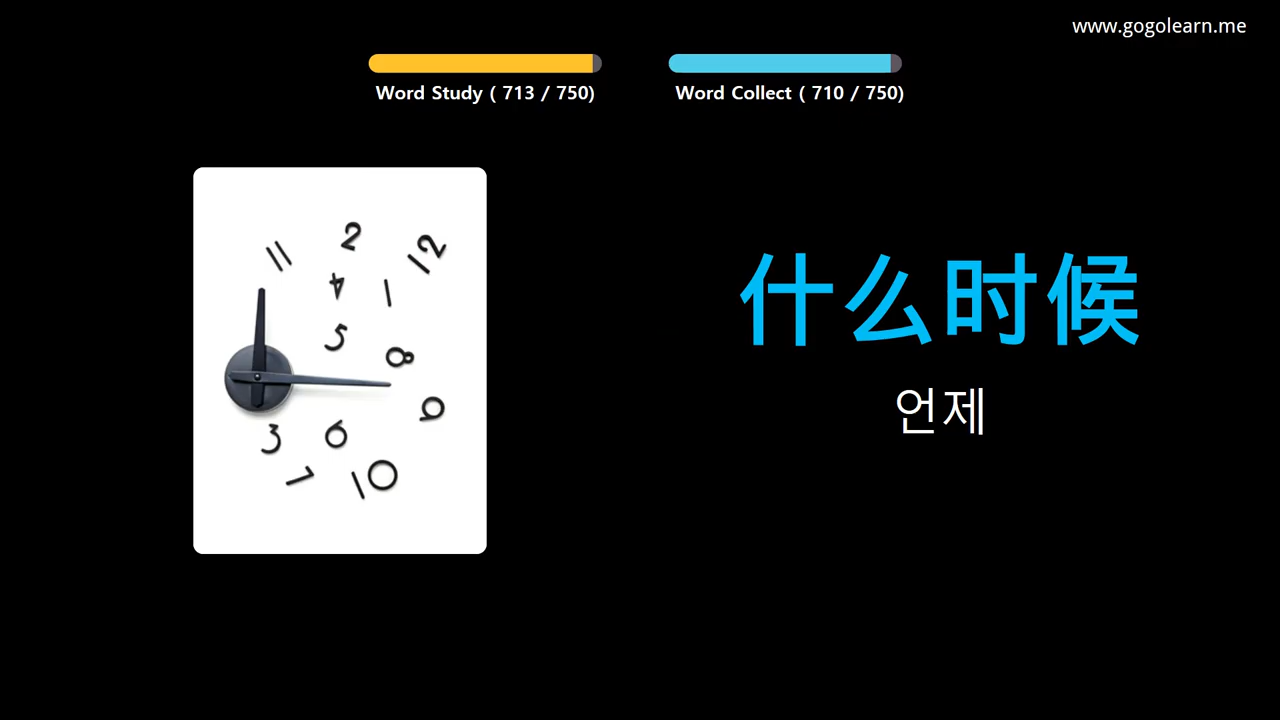 www.gogolearn.me
Word Study ( 713 / 750)
Word Collect ( 710 / 750)
11
2
12
4
1
5
8
9
3
6
7
10
什么时候
언제